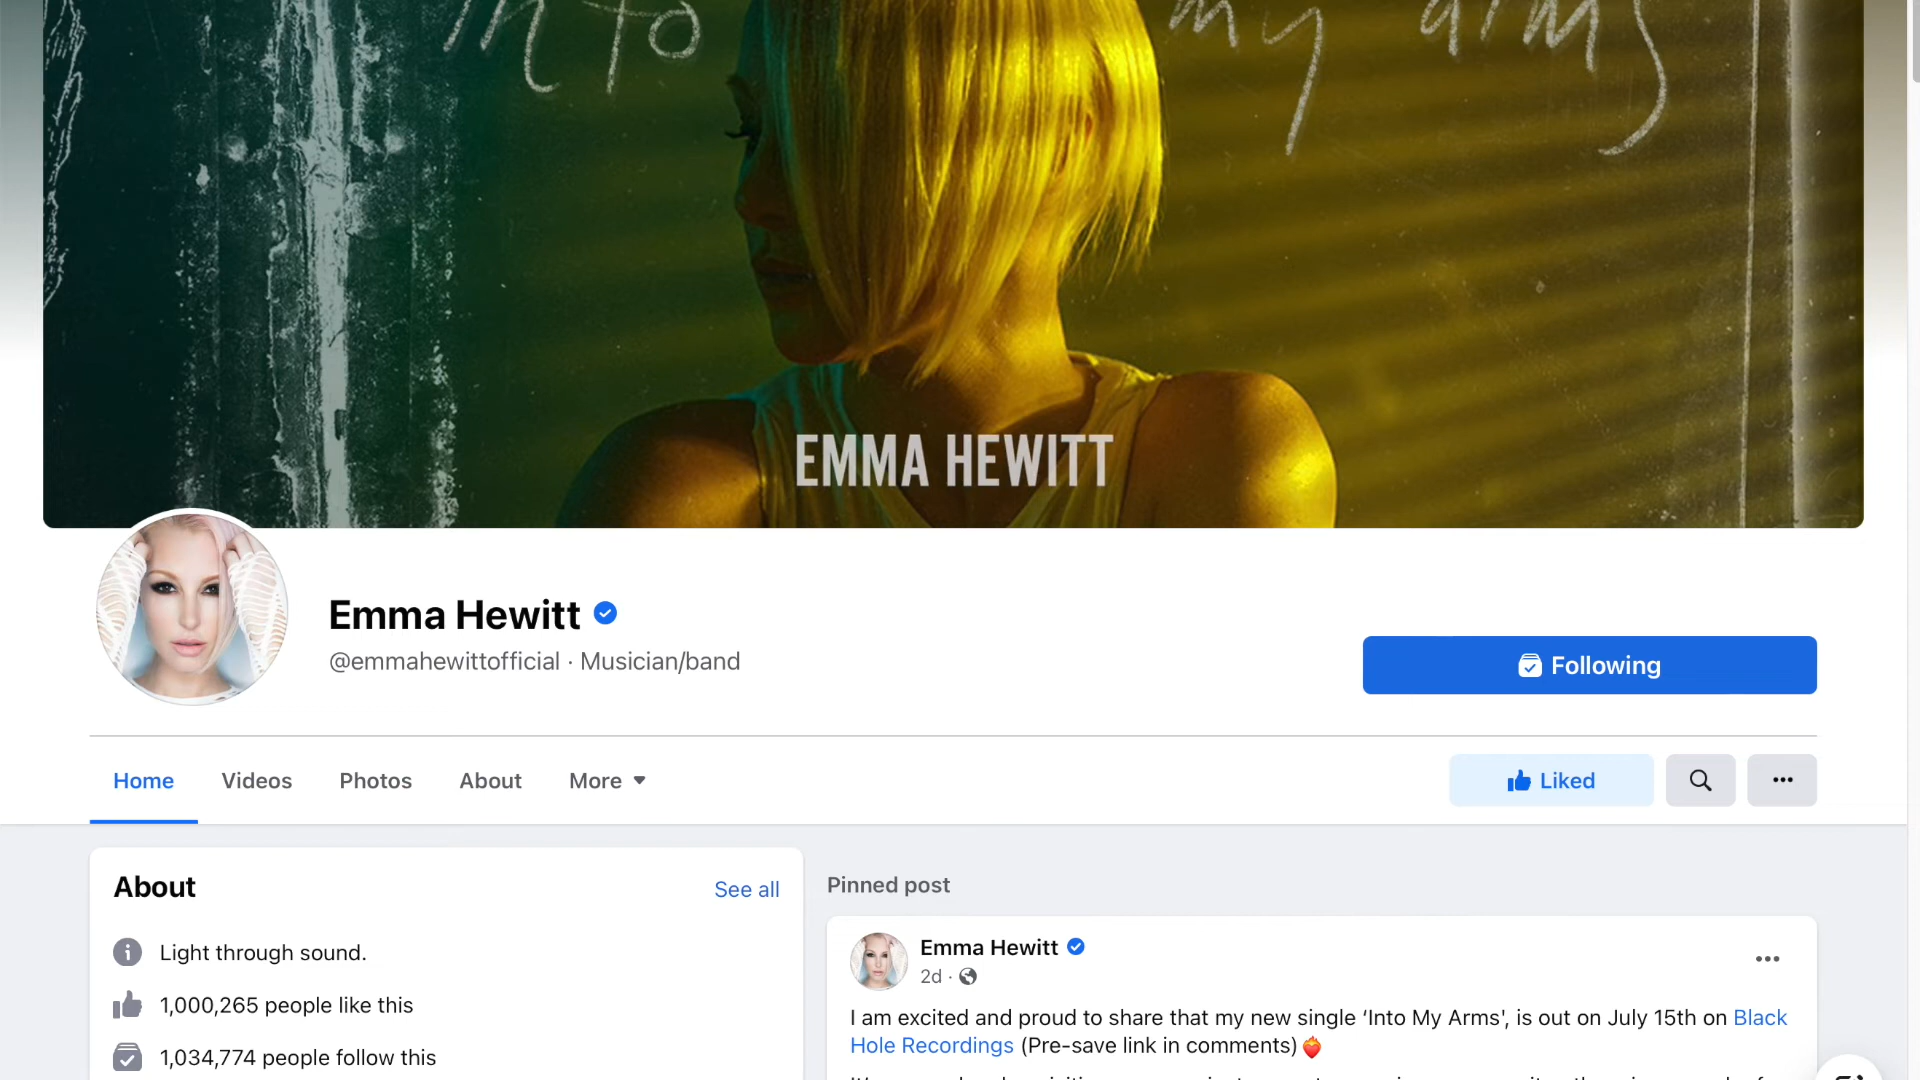 into my arms
EMMA HEWITT
Emma Hewitt
@emmahewittofficial · Musician/band
Following
Home Videos Photos About More
Liked
About
See all
Light through sound.
1,000,265 people like this
1,034,774 people follow this
Pinned post
Emma Hewitt
2d ·
I am excited and proud to share that my new single ‘Into My Arms', is out on July 15th on Black
Hole Recordings (Pre-save link in comments)